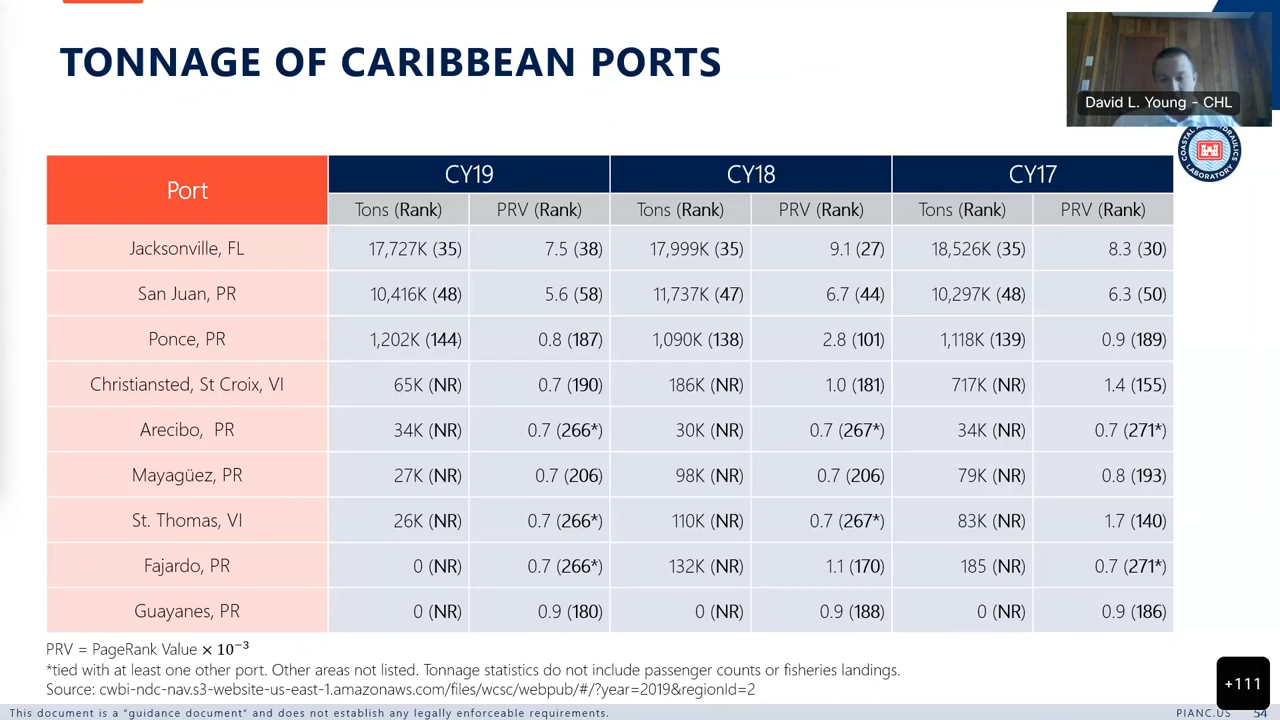 TONNAGE OF CARIBBEAN PORTS
David L. Young - CHL
COASTAL AND HYDRAULICS
LABORATORY
Port CY19 CY18 CY17
Tons (Rank) PRV (Rank) Tons (Rank) PRV (Rank) Tons (Rank) PRV (Rank)
Jacksonville, FL 17,727K (35) 7.5 (38) 17,999K (35) 9.1 (27) 18,526K (35) 8.3 (30)
San Juan, PR 10,416K (48) 5.6 (58) 11,737K (47) 6.7 (44) 10,297K (48) 6.3 (50)
Ponce, PR 1,202K (144) 0.8 (187) 1,090K (138) 2.8 (101) 1,118K (139) 0.9 (189)
Christiansted, St Croix, VI 65K (NR) 0.7 (190) 186K (NR) 1.0 (181) 717K (NR) 1.4 (155)
Arecibo, PR 34K (NR) 0.7 (266*) 30K (NR) 0.7 (267*) 34K (NR) 0.7 (271*)
Mayagüez, PR 27K (NR) 0.7 (206) 98K (NR) 0.7 (206) 79K (NR) 0.8 (193)
St. Thomas, VI 26K (NR) 0.7 (266*) 110K (NR) 0.7 (267*) 83K (NR) 1.7 (140)
Fajardo, PR 0 (NR) 0.7 (266*) 132K (NR) 1.1 (170) 185 (NR) 0.7 (271*)
Guayanes, PR 0 (NR) 0.9 (180) 0 (NR) 0.9 (188) 0 (NR) 0.9 (186)
PRV = PageRank Value × 10⁻³
*tied with at least one other port. Other areas not listed. Tonnage statistics do not include passenger counts or fisheries landings.
Source: cwbi-ndc-nav.s3-website-us-east-1.amazonaws.com/files/wcsc/webpub/#/?year=2019&regionId=2
+111
This document is a "guidance document" and does not establish any legally enforceable requirements. PIANC.US 54